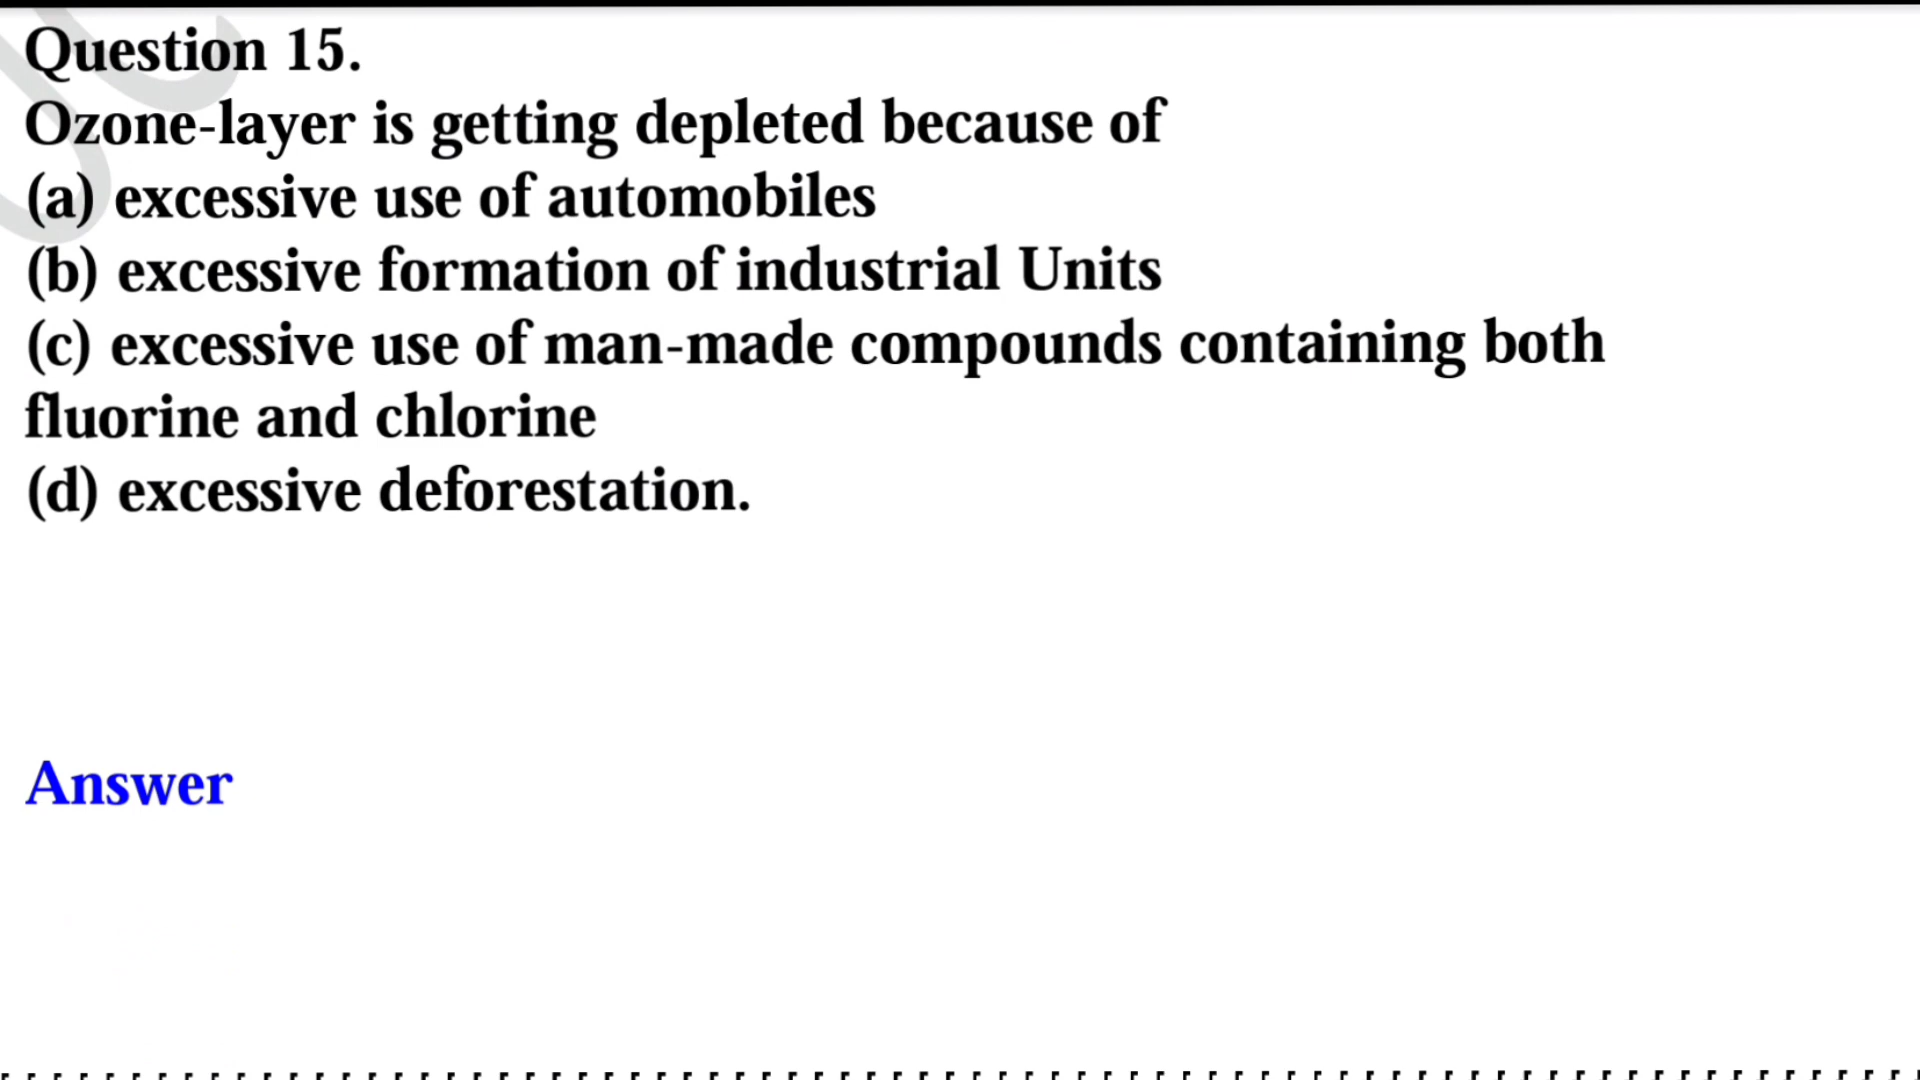 Question 15.
Ozone-layer is getting depleted because of
(a) excessive use of automobiles
(b) excessive formation of industrial Units
(c) excessive use of man-made compounds containing both
fluorine and chlorine
(d) excessive deforestation.
Answer